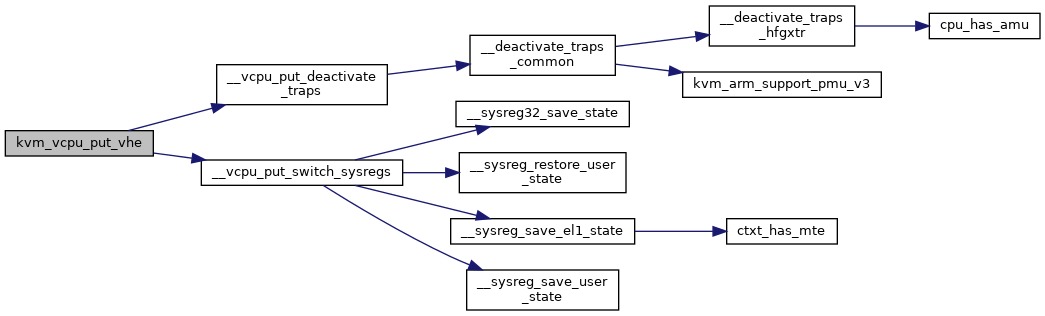 kvm_vcpu_put_vhe
__vcpu_put_deactivate
_traps
__vcpu_put_switch_sysregs
__deactivate_traps
_common
__sysreg32_save_state
__sysreg_restore_user
_state
__sysreg_save_el1_state
__sysreg_save_user
_state
__deactivate_traps
_hfgxtr
kvm_arm_support_pmu_v3
ctxt_has_mte
cpu_has_amu